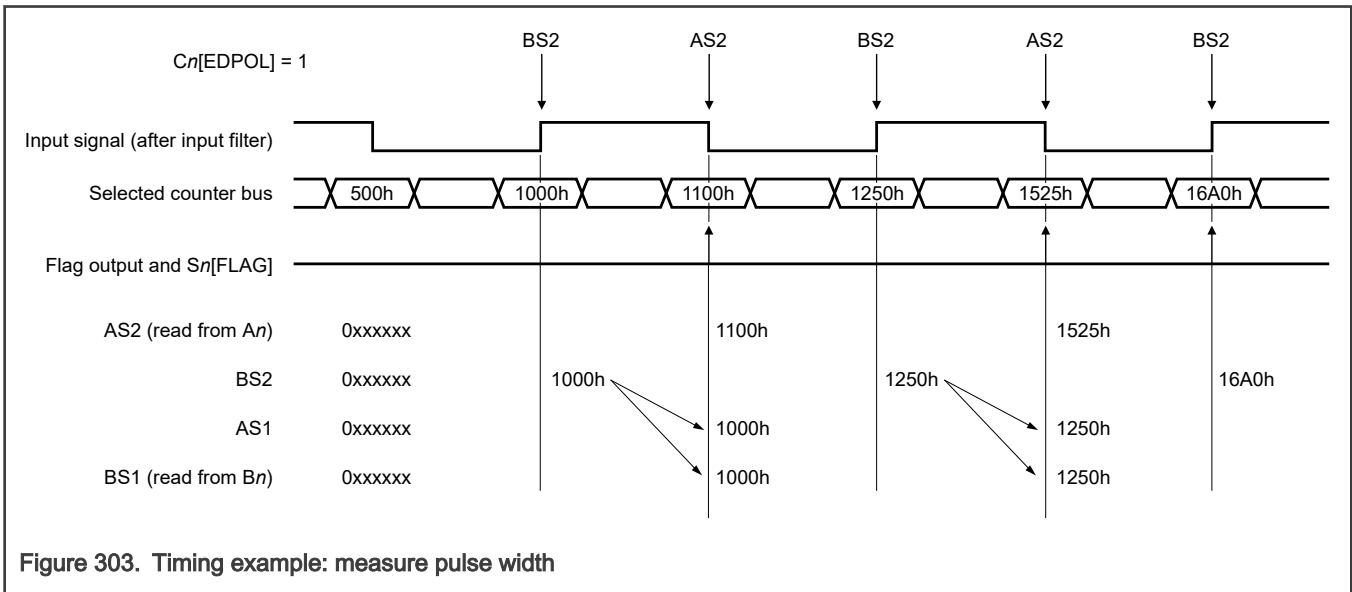 BS2 AS2 BS2 AS2 BS2
Cn[EDPOL] = 1
Input signal (after input filter)
Selected counter bus 500h 1000h 1100h 1250h 1525h 16A0h
Flag output and Sn[FLAG]
AS2 (read from An) 0xxxxxx 1100h 1525h
BS2 0xxxxxx 1000h 1250h 16A0h
AS1 0xxxxxx 1000h 1250h
BS1 (read from Bn) 0xxxxxx 1000h 1250h
Figure 303. Timing example: measure pulse width